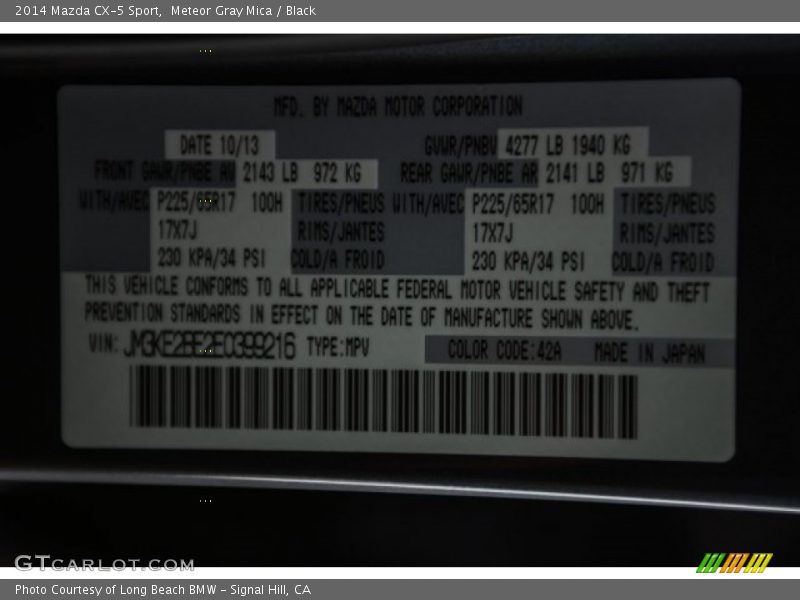 2014 Mazda CX-5 Sport,  Meteor Gray Mica / Black
MFD. BY MAZDA MOTOR CORPORATION
DATE 10/13 GVWR/PNBV 4277 LB 1940 KG
FRONT GAWR/PNBE AV 2143 LB 972 KG REAR GAWR/PNBE AR 2141 LB 971 KG
WITH/AVEC P225/65R17 100H TIRES/PNEUS WITH/AVEC P225/65R17 100H TIRES/PNEUS
17X7J RIMS/JANTES 17X7J RIMS/JANTES
230 KPA/34 PSI COLD/A FROID 230 KPA/34 PSI COLD/A FROID
THIS VEHICLE CONFORMS TO ALL APPLICABLE FEDERAL MOTOR VEHICLE SAFETY AND THEFT
PREVENTION STANDARDS IN EFFECT ON THE DATE OF MANUFACTURE SHOWN ABOVE.
VIN: JM3KE2BE2E0399216 TYPE:MPV COLOR CODE:42A MADE IN JAPAN
GTCARLOT.COM
Photo Courtesy of Long Beach BMW - Signal Hill, CA